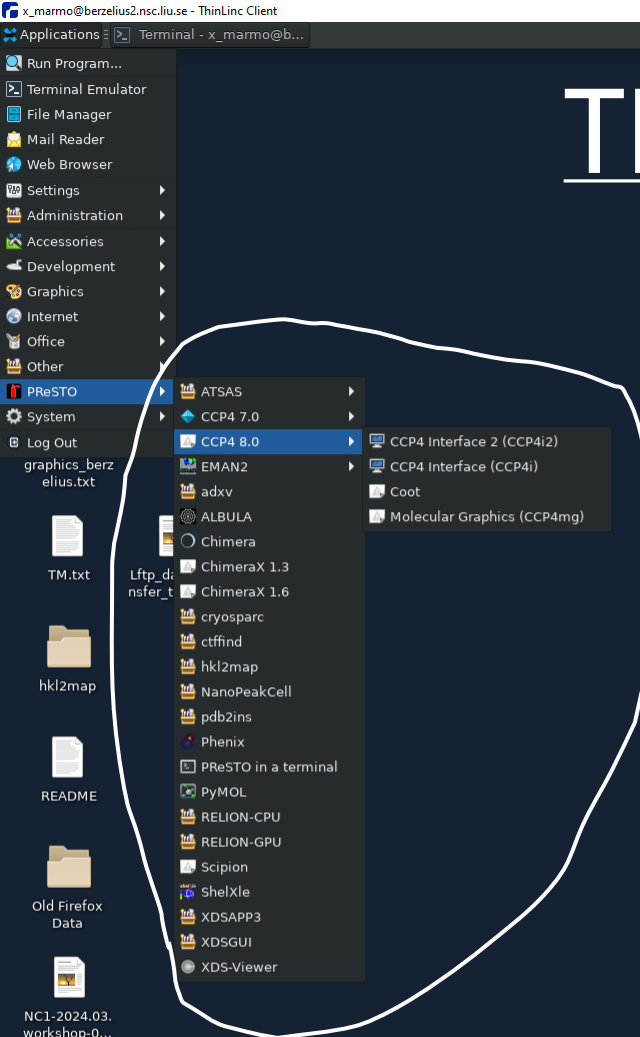 x_marmo@berzelius2.nsc.liu.se - ThinLinc Client
Applications
Terminal - x_marmo@b...
Run Program...
Terminal Emulator
File Manager
Mail Reader
Web Browser
Settings
Administration
Accessories
Development
Graphics
Internet
Office
Other
PReSTO
System
Log Out
ATSAS
CCP4 7.0
CCP4 8.0
EMAN2
adxv
ALBULA
Chimera
ChimeraX 1.3
ChimeraX 1.6
cryosparc
ctffind
hkl2map
NanoPeakCell
pdb2ins
Phenix
PReSTO in a terminal
PyMOL
RELION-CPU
RELION-GPU
Scipion
ShelXle
XDSAPP3
XDSGUI
XDS-Viewer
CCP4 Interface 2 (CCP4i2)
CCP4 Interface (CCP4i)
Coot
Molecular Graphics (CCP4mg)
graphics_berz
elius.txt
TM.txt
Lftp_da
nsfer_t
hkl2map
README
Old Firefox
Data
NC1-2024.03.
workshop-0...